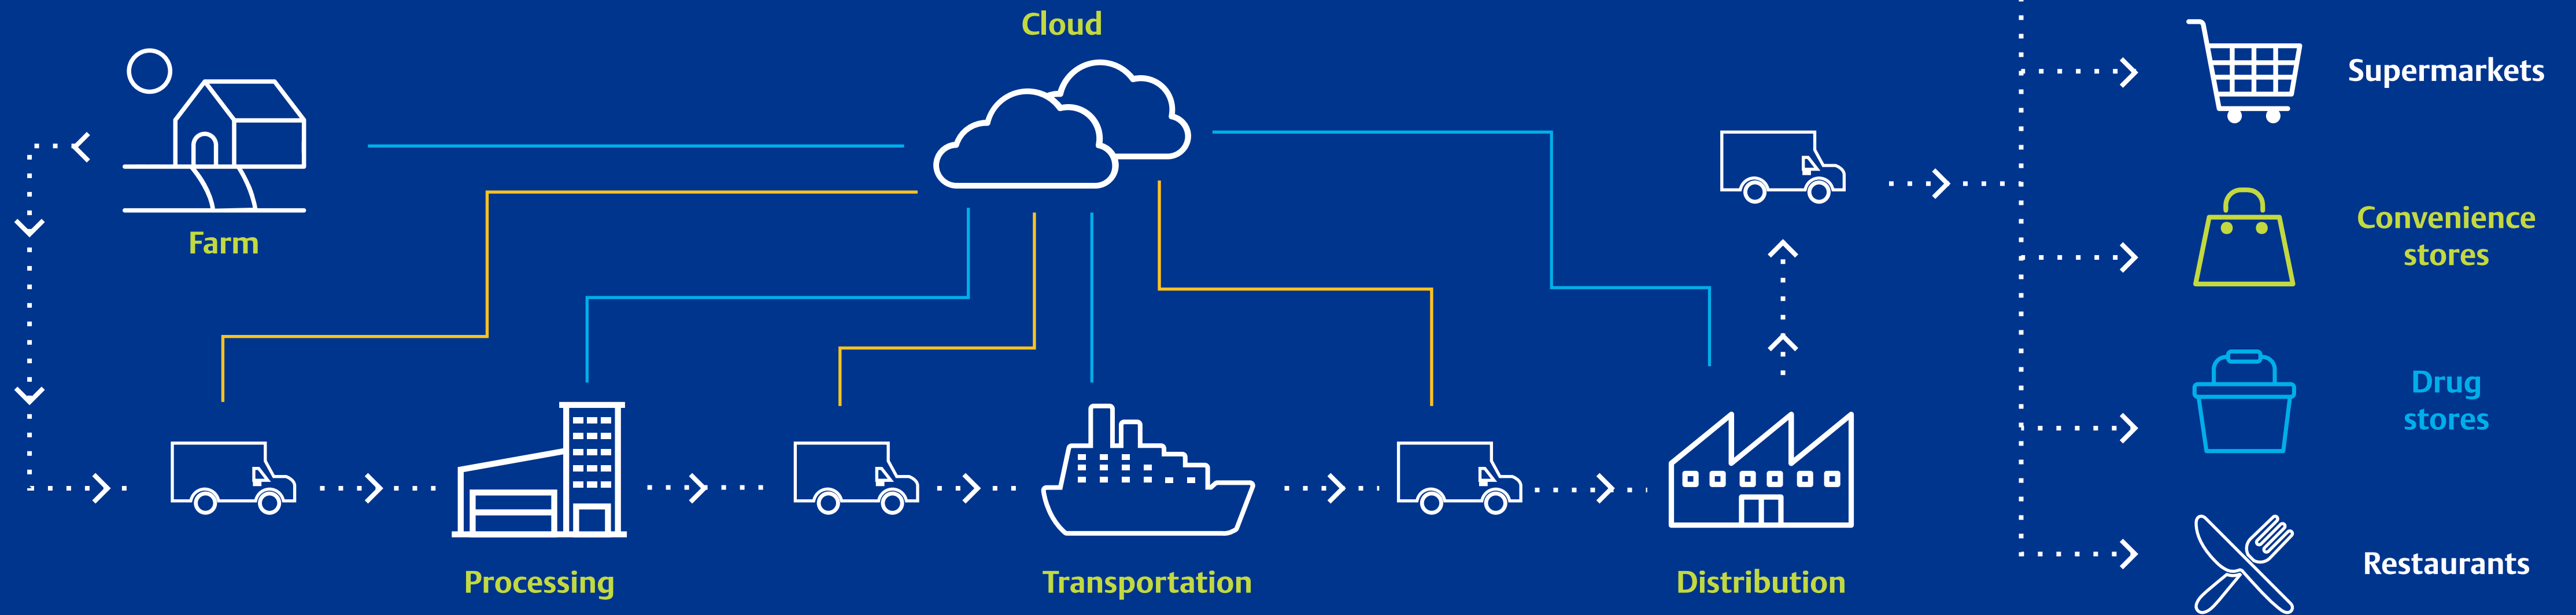 Cloud
Farm
Processing
Transportation
Distribution
Supermarkets
Convenience
stores
Drug
stores
Restaurants